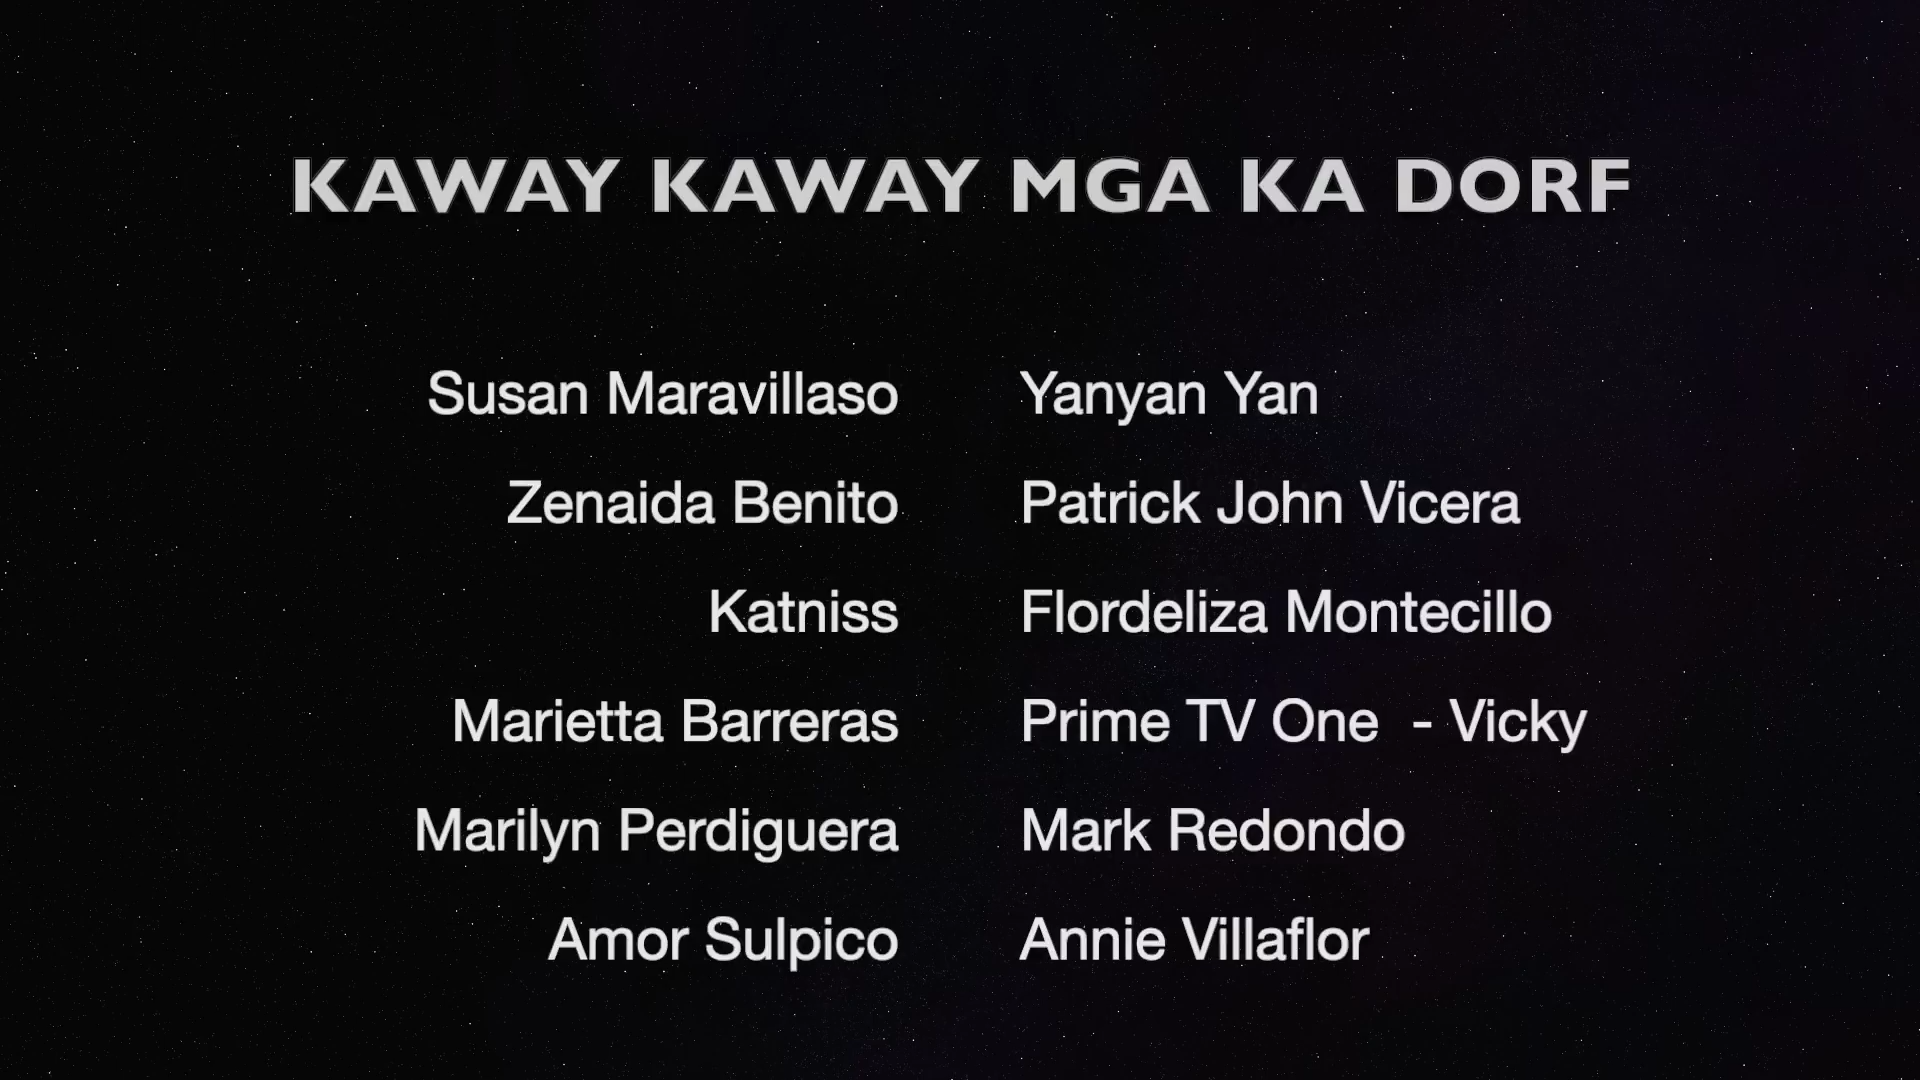 KAWAY KAWAY MGA KA DORF
Susan Maravillaso Yanyan Yan
Zenaida Benito Patrick John Vicera
Katniss Flordeliza Montecillo
Marietta Barreras Prime TV One  - Vicky
Marilyn Perdiguera Mark Redondo
Amor Sulpico Annie Villaflor